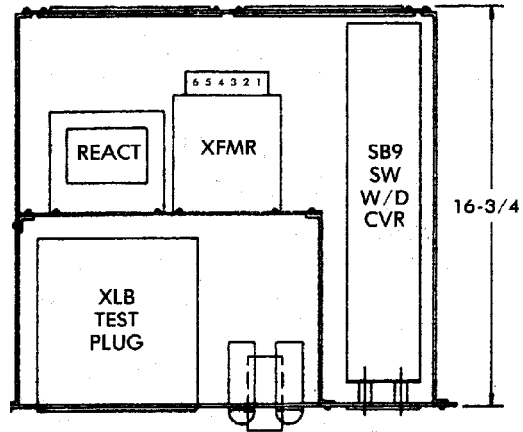 6 5 4 3 2 1
REACT
XFMR
SB9
SW
W/D
CVR
16-3/4
XLB
TEST
PLUG